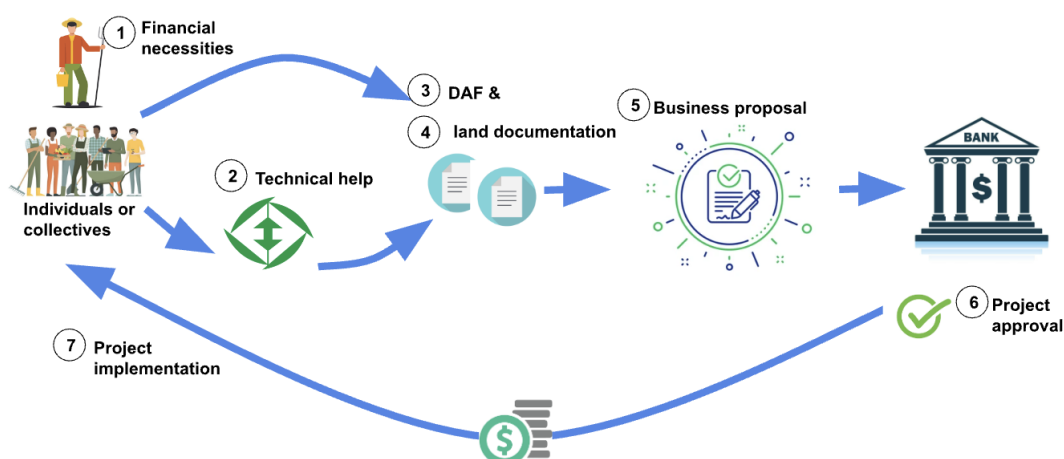 1 Financial
necessities
3 DAF &
4 land documentation
5 Business proposal
BANK
$
2 Technical help
Individuals or
collectives
6 Project
approval
7 Project
implementation
$